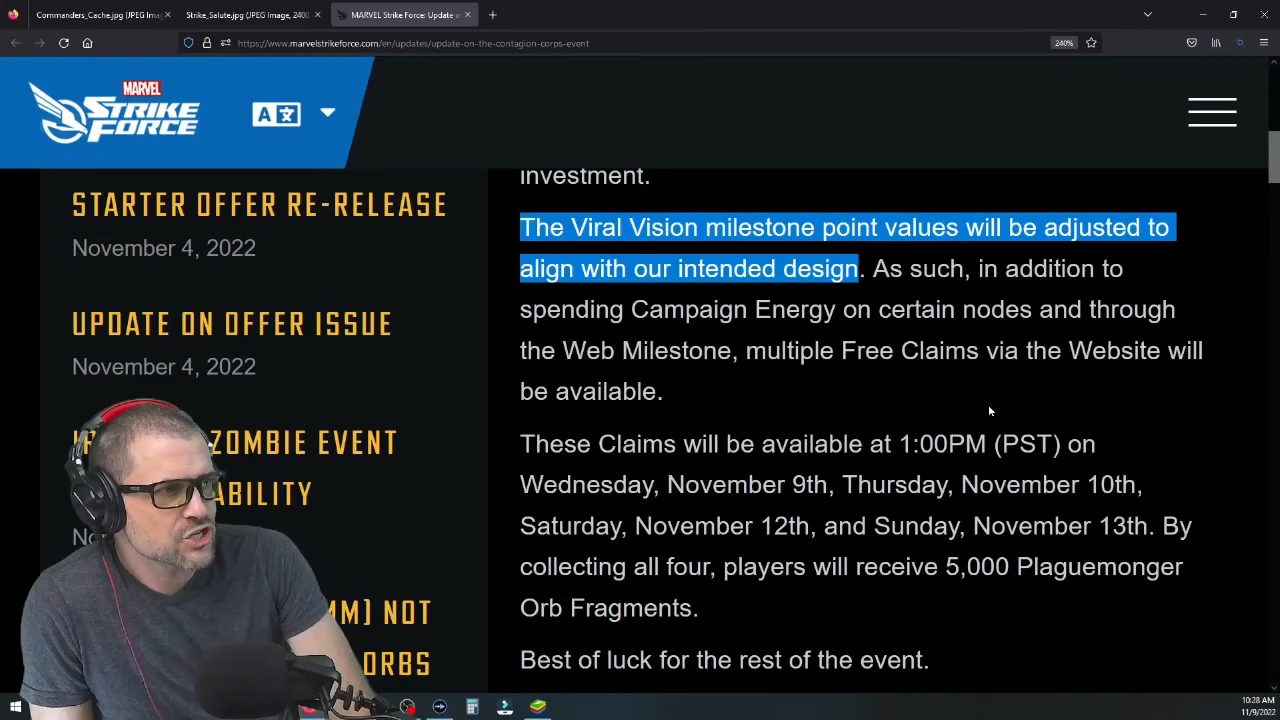 Commanders_Cache.jpg (JPEG Imag
Strike_Salute.jpg (JPEG Image, 2400
MARVEL Strike Force: Update o
https://www.marvelstrikeforce.com/en/updates/update-on-the-contagion-corps-event
240%
MARVEL
STRIKE
FORCE
A文
investment.
STARTER OFFER RE-RELEASE
November 4, 2022
The Viral Vision milestone point values will be adjusted to
align with our intended design. As such, in addition to
spending Campaign Energy on certain nodes and through
the Web Milestone, multiple Free Claims via the Website will
be available.
UPDATE ON OFFER ISSUE
November 4, 2022
ZOMBIE EVENT
ABILITY
These Claims will be available at 1:00PM (PST) on
Wednesday, November 9th, Thursday, November 10th,
Saturday, November 12th, and Sunday, November 13th. By
collecting all four, players will receive 5,000 Plaguemonger
Orb Fragments.
MM) NOT
ORBS
Best of luck for the rest of the event.
10:28 AM
11/9/2022